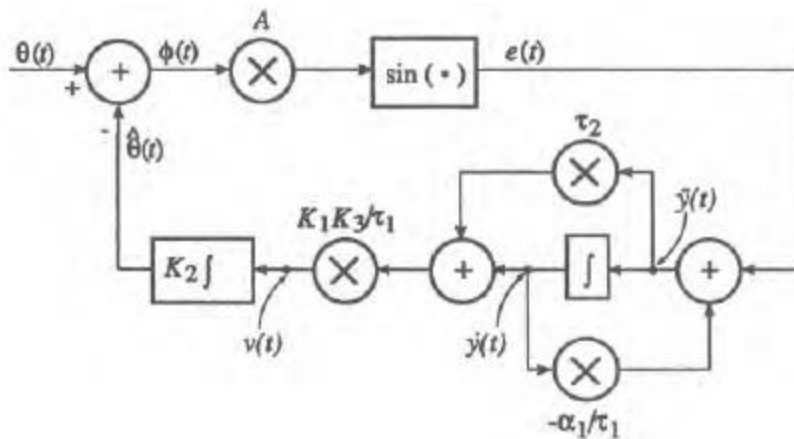 A
θ(t) + ϕ(t) × sin (•) e(t)
+
-
θ̂(t)
τ₂
×
K₁K₃/τ₁
ÿ(t)
K₂∫ × + ∫ +
v(t) ẏ(t)
×
-α₁/τ₁